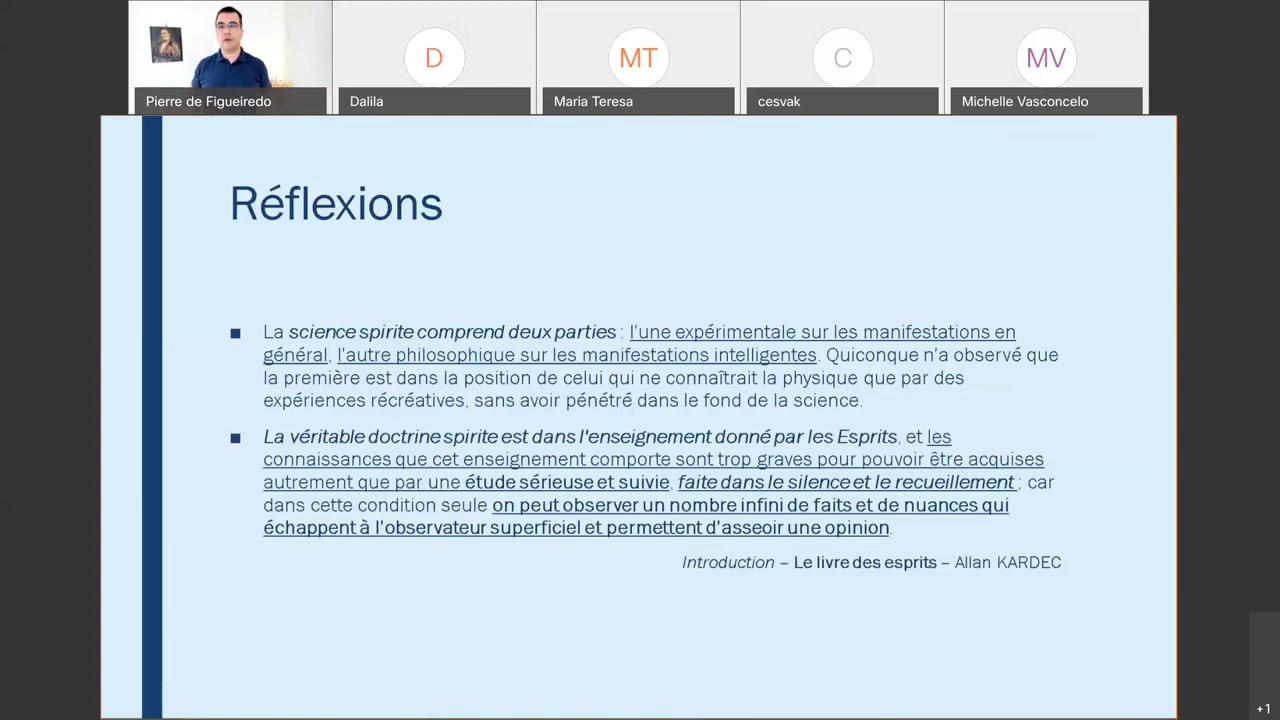 D
MT
C
MV
Pierre de Figueiredo
Dalila
Maria Teresa
cesvak
Michelle Vasconcelo
Réflexions
■ La science spirite comprend deux parties : l'une expérimentale sur les manifestations en
général, l'autre philosophique sur les manifestations intelligentes. Quiconque n'a observé que
la première est dans la position de celui qui ne connaîtrait la physique que par des
expériences récréatives, sans avoir pénétré dans le fond de la science.
■ La véritable doctrine spirite est dans l'enseignement donné par les Esprits, et les
connaissances que cet enseignement comporte sont trop graves pour pouvoir être acquises
autrement que par une étude sérieuse et suivie, faite dans le silence et le recueillement ; car
dans cette condition seule on peut observer un nombre infini de faits et de nuances qui
échappent à l'observateur superficiel et permettent d'asseoir une opinion.
Introduction – Le livre des esprits – Allan KARDEC
+1